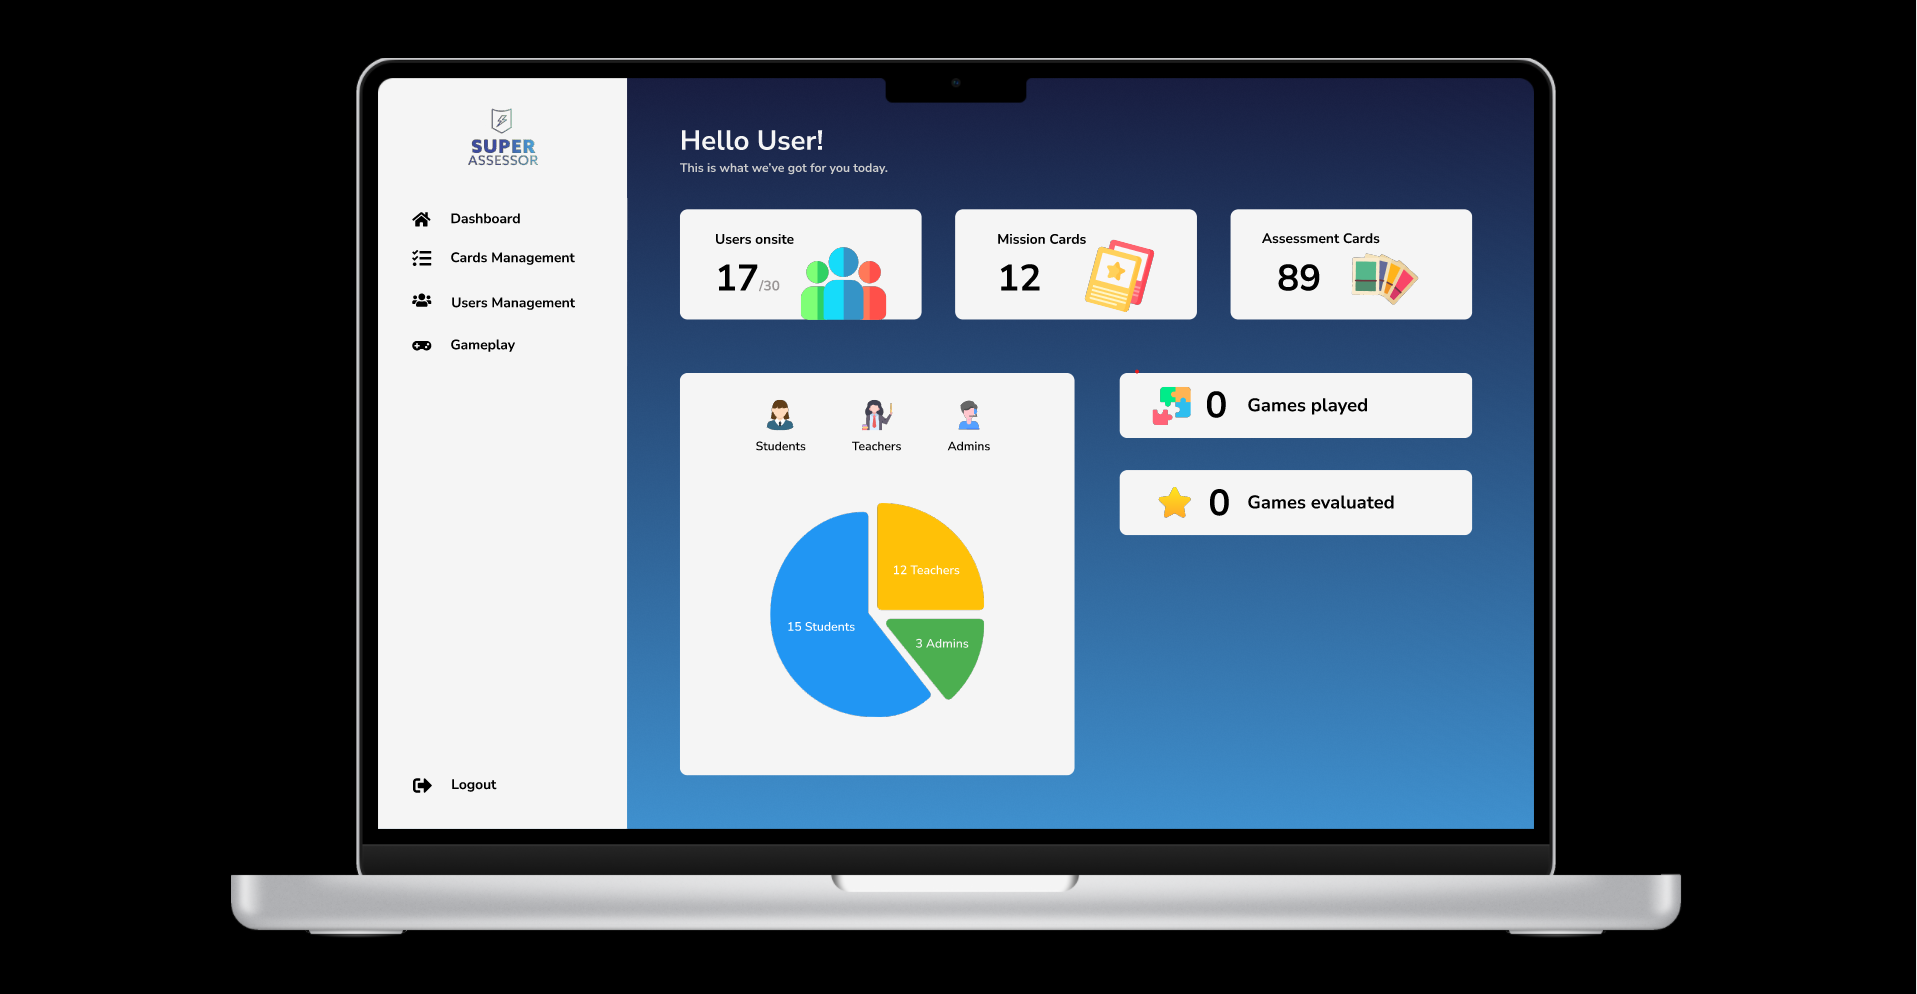 SUPER
ASSESSOR
Dashboard
Cards Management
Users Management
Gameplay
Logout
Hello User!
This is what we've got for you today.
Users onsite
17/30
Mission Cards
12
Assessment Cards
89
Students
Teachers
Admins
12 Teachers
15 Students
3 Admins
0 Games played
0 Games evaluated